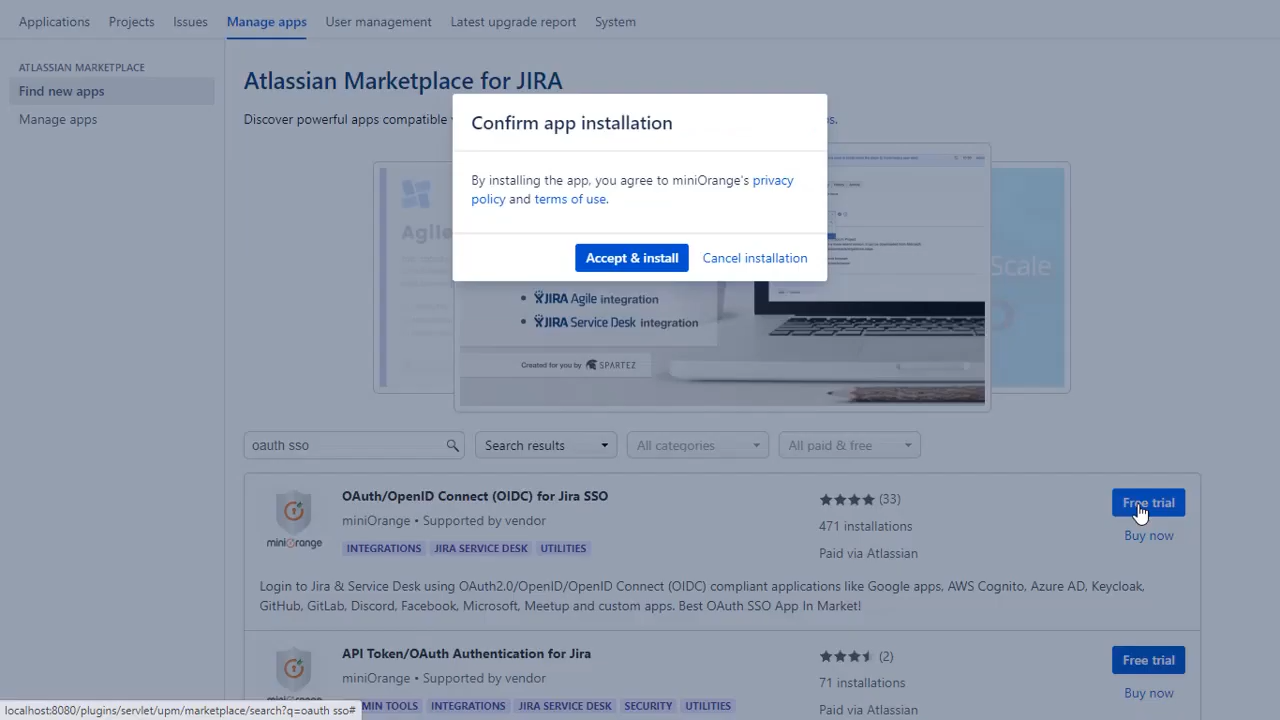 Applications Projects Issues Manage apps User management Latest upgrade report System
ATLASSIAN MARKETPLACE
Find new apps
Manage apps
Atlassian Marketplace for JIRA
Discover powerful apps compatible
s.
Confirm app installation
By installing the app, you agree to miniOrange's privacy
policy and terms of use.
Accept & install Cancel installation
Agile
Scale
JIRA Agile integration
JIRA Service Desk integration
Created for you by SPARTEZ
oauth sso Search results All categories All paid & free
OAuth/OpenID Connect (OIDC) for Jira SSO
miniOrange • Supported by vendor
INTEGRATIONS JIRA SERVICE DESK UTILITIES
miniOrange
(33)
471 installations
Paid via Atlassian
Free trial
Buy now
Login to Jira & Service Desk using OAuth2.0/OpenID/OpenID Connect (OIDC) compliant applications like Google apps, AWS Cognito, Azure AD, Keycloak,
GitHub, GitLab, Discord, Facebook, Microsoft, Meetup and custom apps. Best OAuth SSO App In Market!
API Token/OAuth Authentication for Jira
miniOrange • Supported by vendor
MIN TOOLS INTEGRATIONS JIRA SERVICE DESK SECURITY UTILITIES
(2)
71 installations
Paid via Atlassian
Free trial
Buy now
localhost:8080/plugins/servlet/upm/marketplace/search?q=oauth sso#